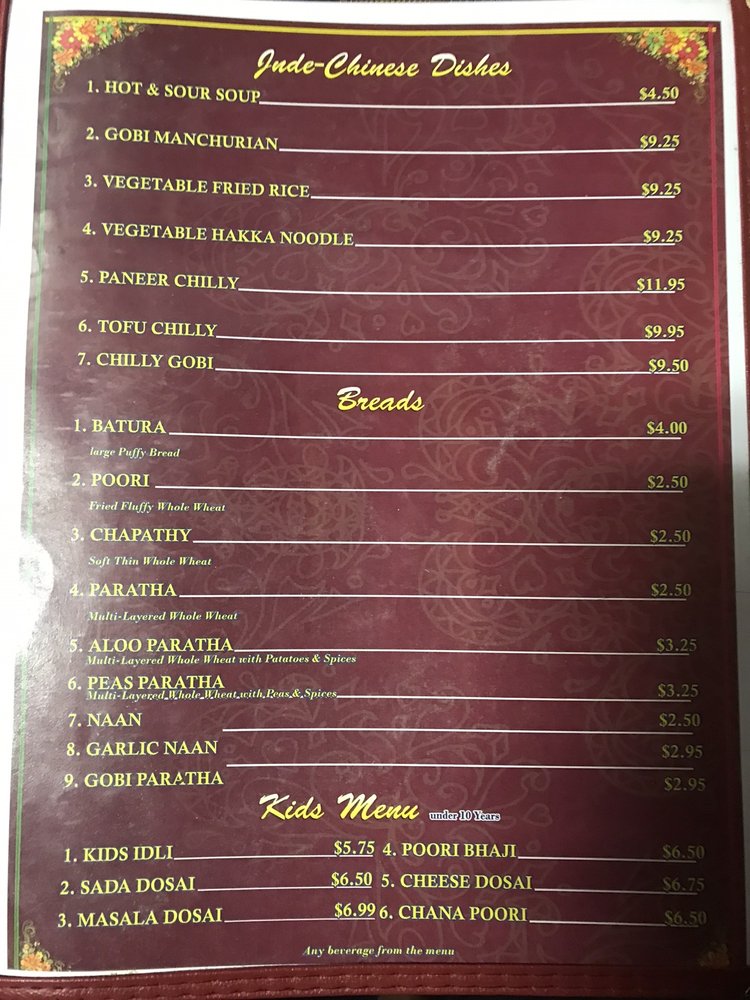 Inde-Chinese Dishes
1. HOT & SOUR SOUP $4.50
2. GOBI MANCHURIAN $9.25
3. VEGETABLE FRIED RICE $9.25
4. VEGETABLE HAKKA NOODLE $9.25
5. PANEER CHILLY $11.95
6. TOFU CHILLY $9.95
7. CHILLY GOBI $9.50
Breads
1. BATURA $4.00
large Puffy Bread
2. POORI $2.50
Fried Fluffy Whole Wheat
3. CHAPATHY $2.50
Soft Thin Whole Wheat
4. PARATHA $2.50
Multi-Layered Whole Wheat
5. ALOO PARATHA $3.25
Multi-Layered Whole Wheat with Patatoes & Spices
6. PEAS PARATHA $3.25
Multi-Layered Whole Wheat with Peas & Spices
7. NAAN $2.50
8. GARLIC NAAN $2.95
9. GOBI PARATHA $2.95
Kids Menu under 10 Years
1. KIDS IDLI $5.75 4. POORI BHAJI $6.50
2. SADA DOSAI $6.50 5. CHEESE DOSAI $6.75
3. MASALA DOSAI $6.99 6. CHANA POORI $6.50
Any beverage from the menu